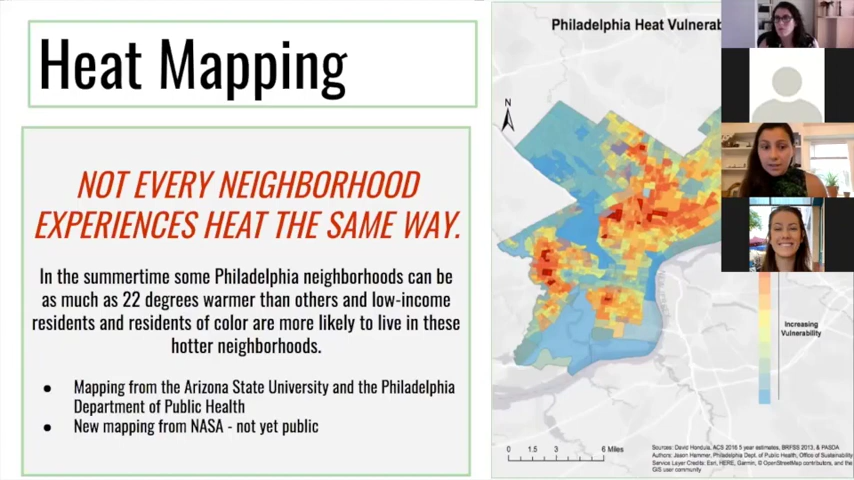 Heat Mapping
NOT EVERY NEIGHBORHOOD
EXPERIENCES HEAT THE SAME WAY.
In the summertime some Philadelphia neighborhoods can be
as much as 22 degrees warmer than others and low-income
residents and residents of color are more likely to live in these
hotter neighborhoods.
● Mapping from the Arizona State University and the Philadelphia
Department of Public Health
● New mapping from NASA - not yet public
Philadelphia Heat Vulnerab
N
Increasing
Vulnerability
0 1.5 3 6 Miles
Sources: David Hondula, ACS 2016 5 year estimates, BRFSS 2013, & PASDA
Authors: Jason Hammer, Philadelphia Dept. of Public Health, Office of Sustainability
Service Layer Credits: Esri, HERE, Garmin, © OpenStreetMap contributors, and the
GIS user community